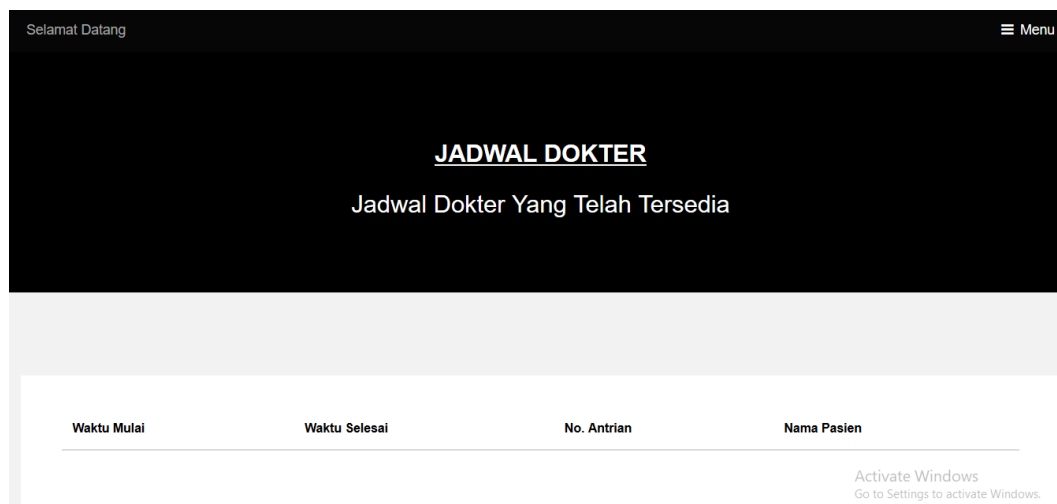 Selamat Datang
Menu
JADWAL DOKTER
Jadwal Dokter Yang Telah Tersedia
Waktu Mulai Waktu Selesai No. Antrian Nama Pasien
Activate Windows
Go to Settings to activate Windows.